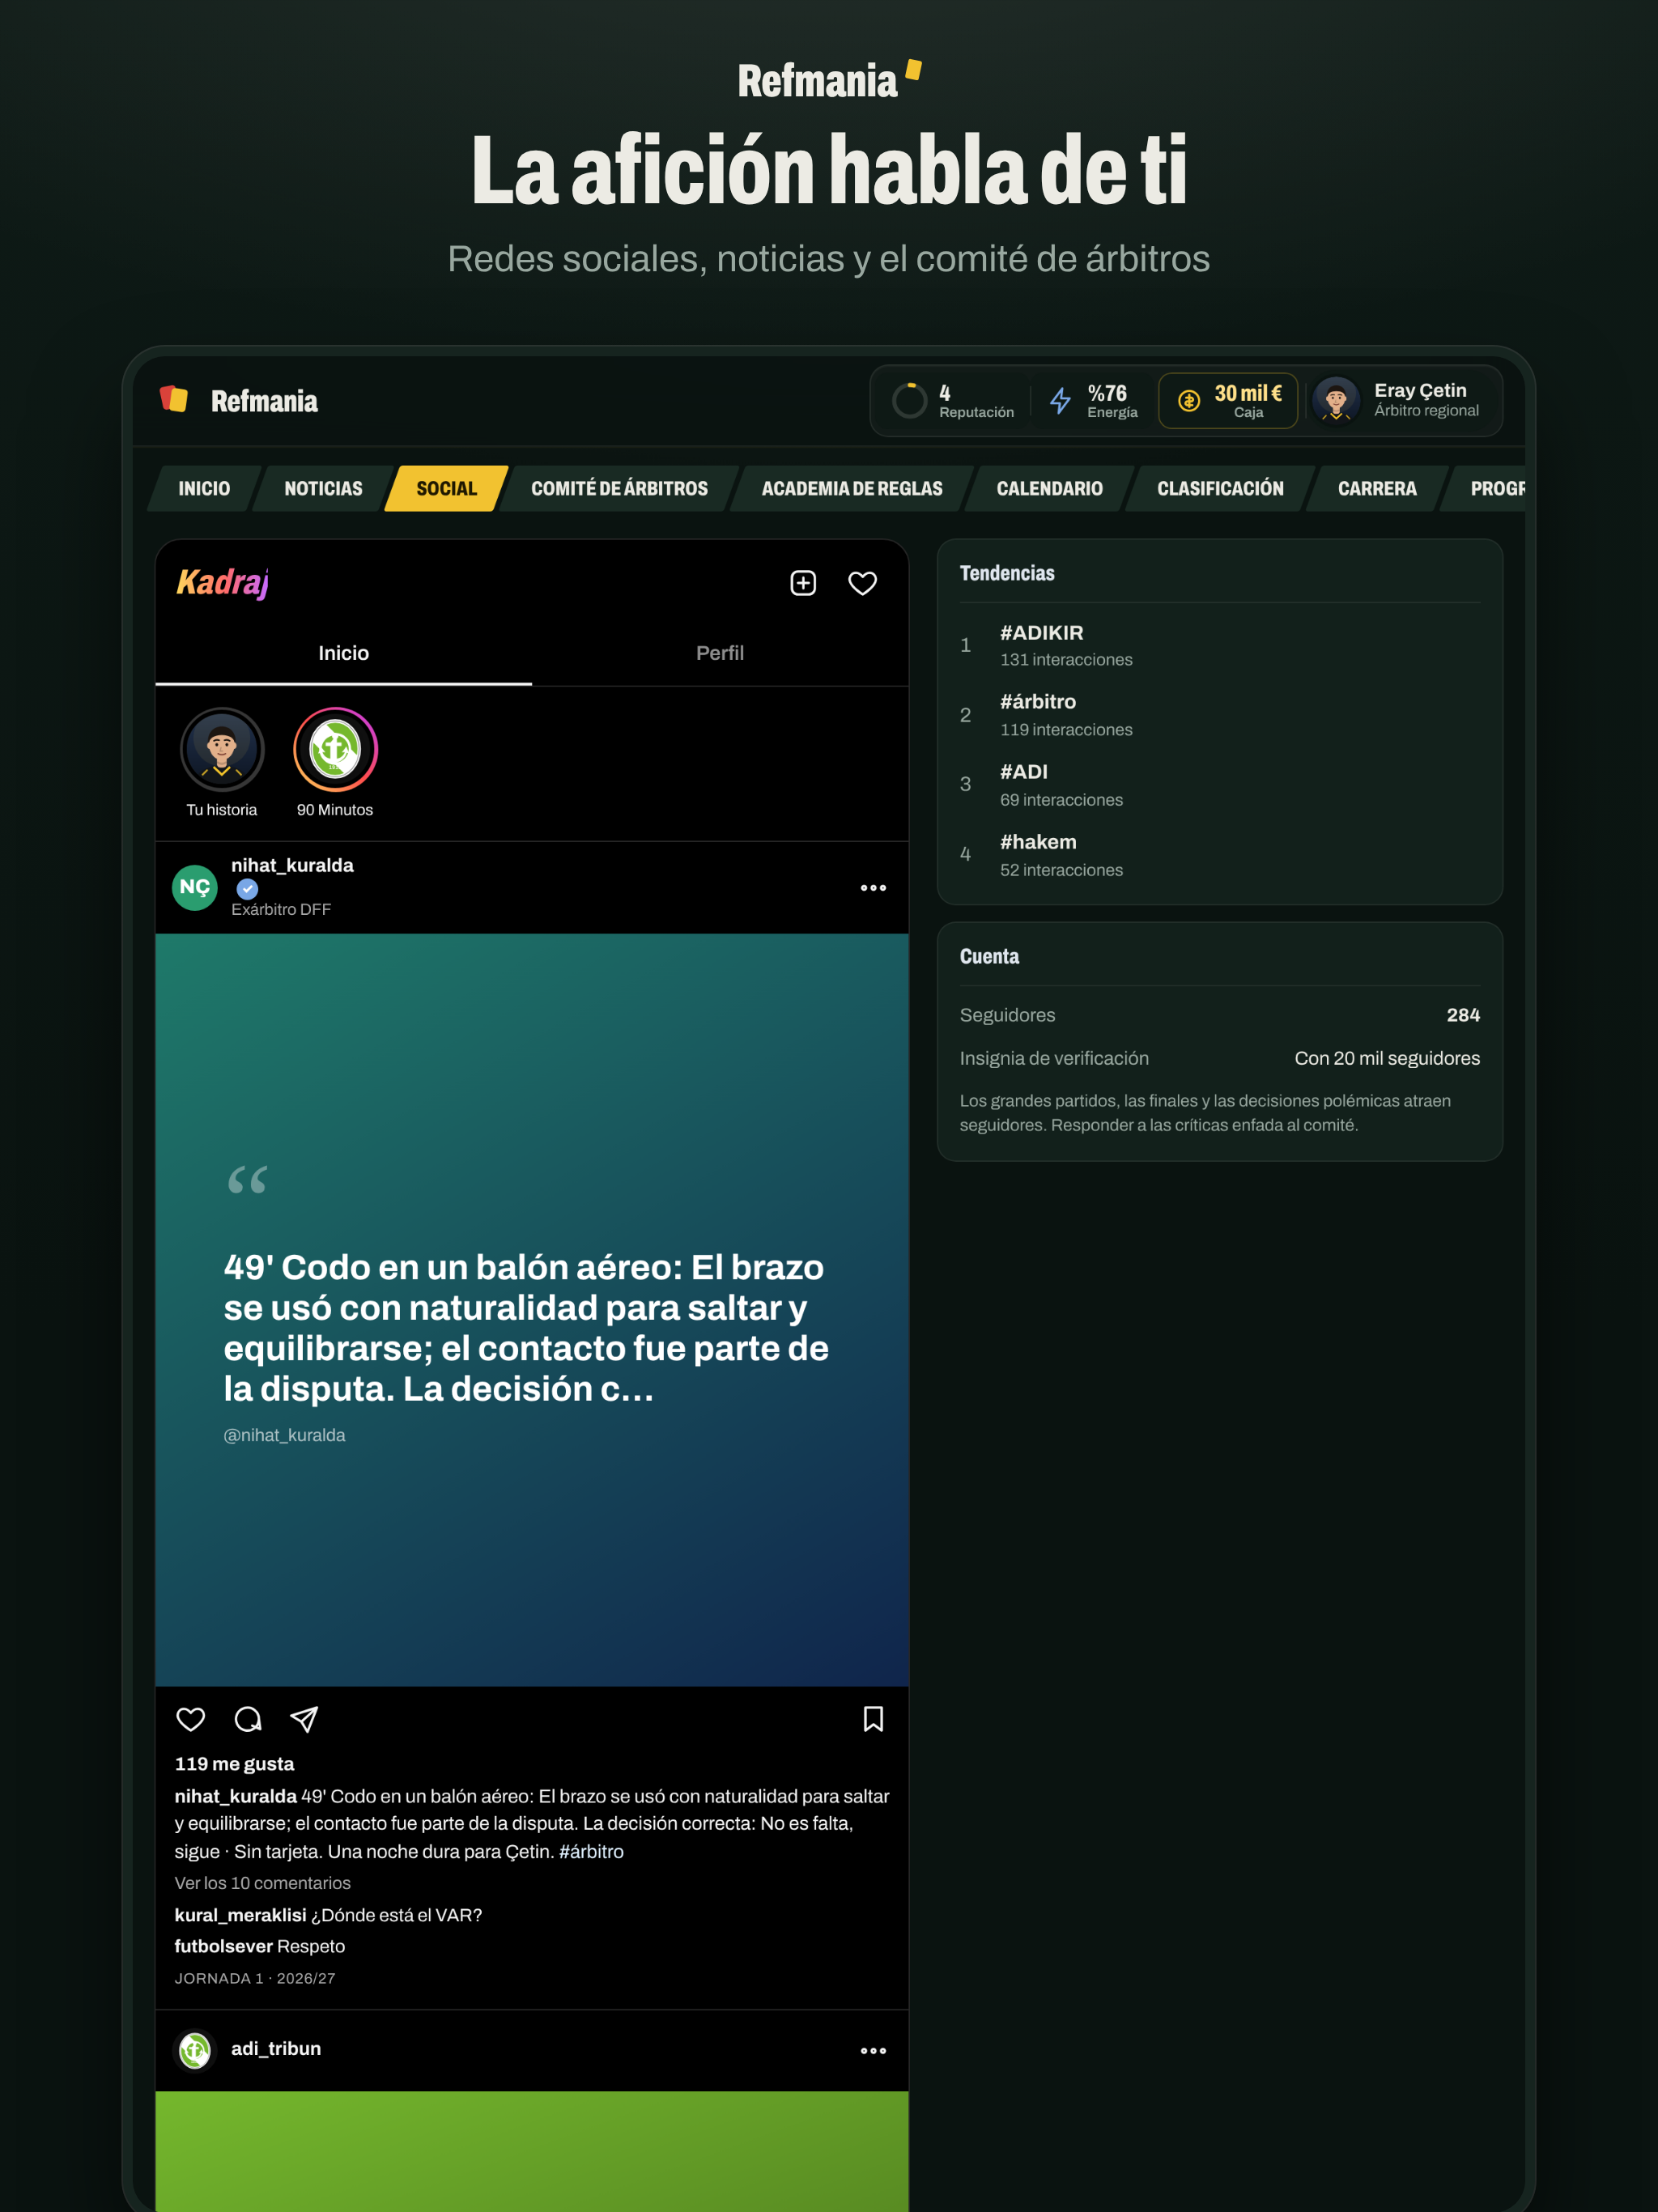 Refmania
La afición habla de ti
Redes sociales, noticias y el comité de árbitros
Refmania
4
Reputación
%76
Energía
30 mil €
Caja
Eray Çetin
Árbitro regional
INICIO
NOTICIAS
SOCIAL
COMITÉ DE ÁRBITROS
ACADEMIA DE REGLAS
CALENDARIO
CLASIFICACIÓN
CARRERA
PROGR
Kadraj
Inicio
Perfil
Tu historia
90 Minutos
NÇ
nihat_kuralda
Exárbitro DFF
“
49' Codo en un balón aéreo: El brazo
se usó con naturalidad para saltar y
equilibrarse; el contacto fue parte de
la disputa. La decisión c...
@nihat_kuralda
119 me gusta
nihat_kuralda 49' Codo en un balón aéreo: El brazo se usó con naturalidad para saltar
y equilibrarse; el contacto fue parte de la disputa. La decisión correcta: No es falta,
sigue · Sin tarjeta. Una noche dura para Çetin. #árbitro
Ver los 10 comentarios
kural_meraklisi ¿Dónde está el VAR?
futbolsever Respeto
JORNADA 1 · 2026/27
adi_tribun
Tendencias
1
#ADIKIR
131 interacciones
2
#árbitro
119 interacciones
3
#ADI
69 interacciones
4
#hakem
52 interacciones
Cuenta
Seguidores
284
Insignia de verificación
Con 20 mil seguidores
Los grandes partidos, las finales y las decisiones polémicas atraen
seguidores. Responder a las críticas enfada al comité.